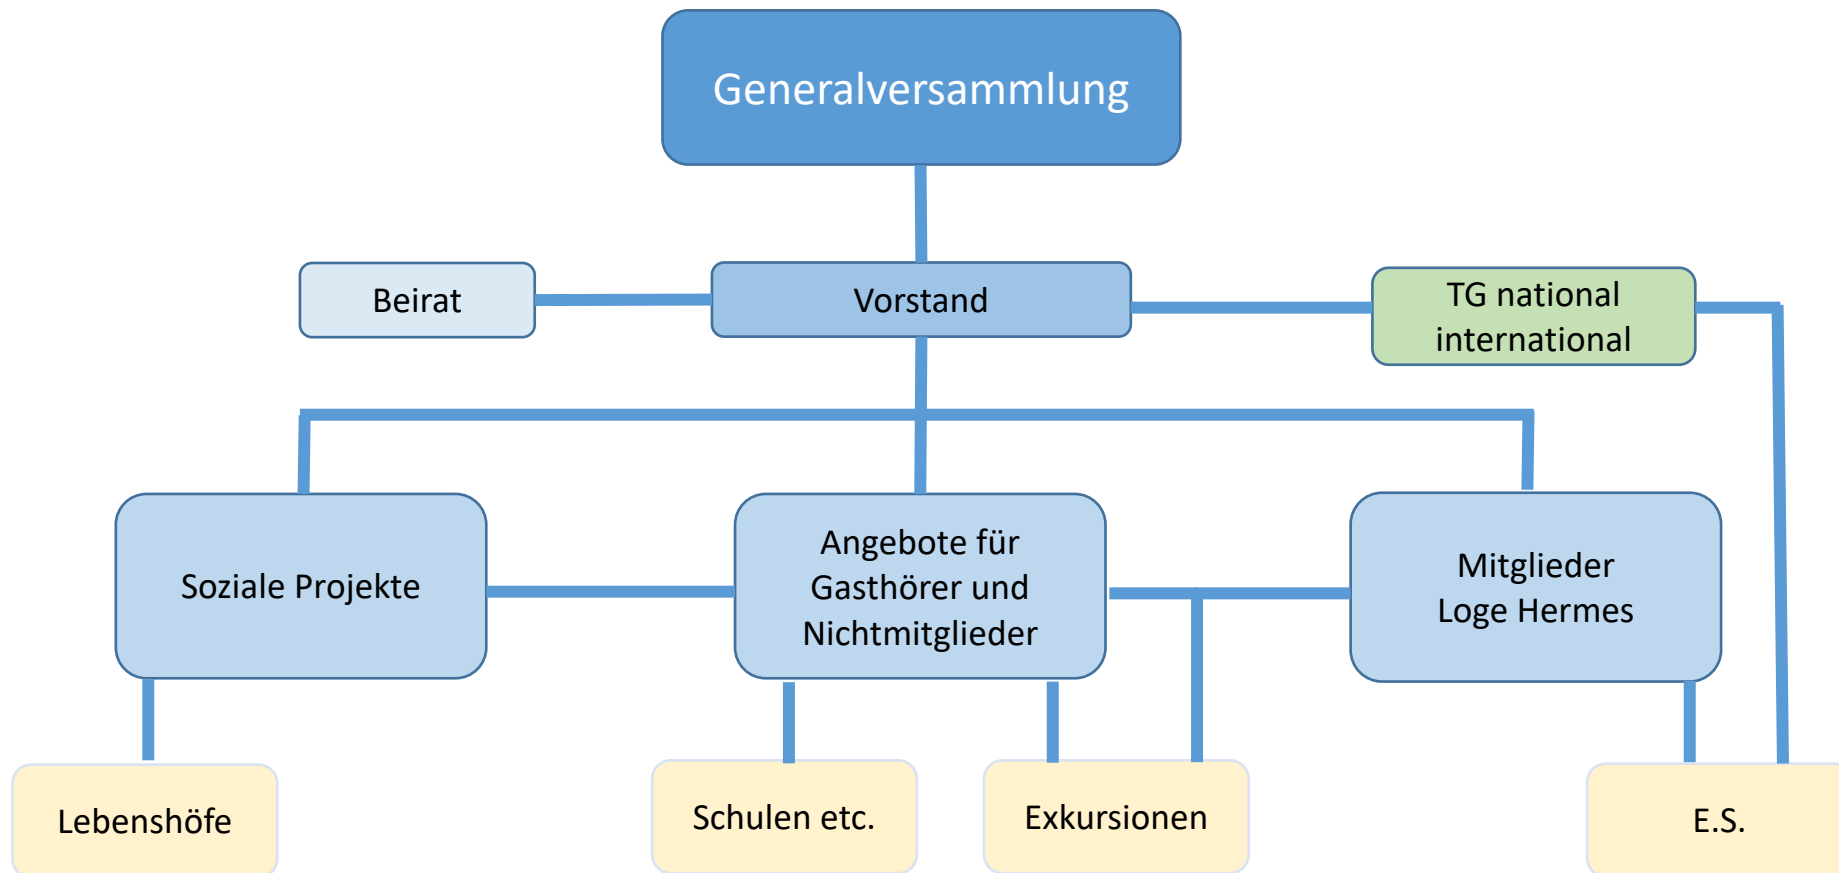 Generalversammlung
Beirat
Vorstand
TG national
international
Soziale Projekte
Angebote für
Gasthörer und
Nichtmitglieder
Mitglieder
Loge Hermes
Lebenshöfe
Schulen etc.
Exkursionen
E.S.